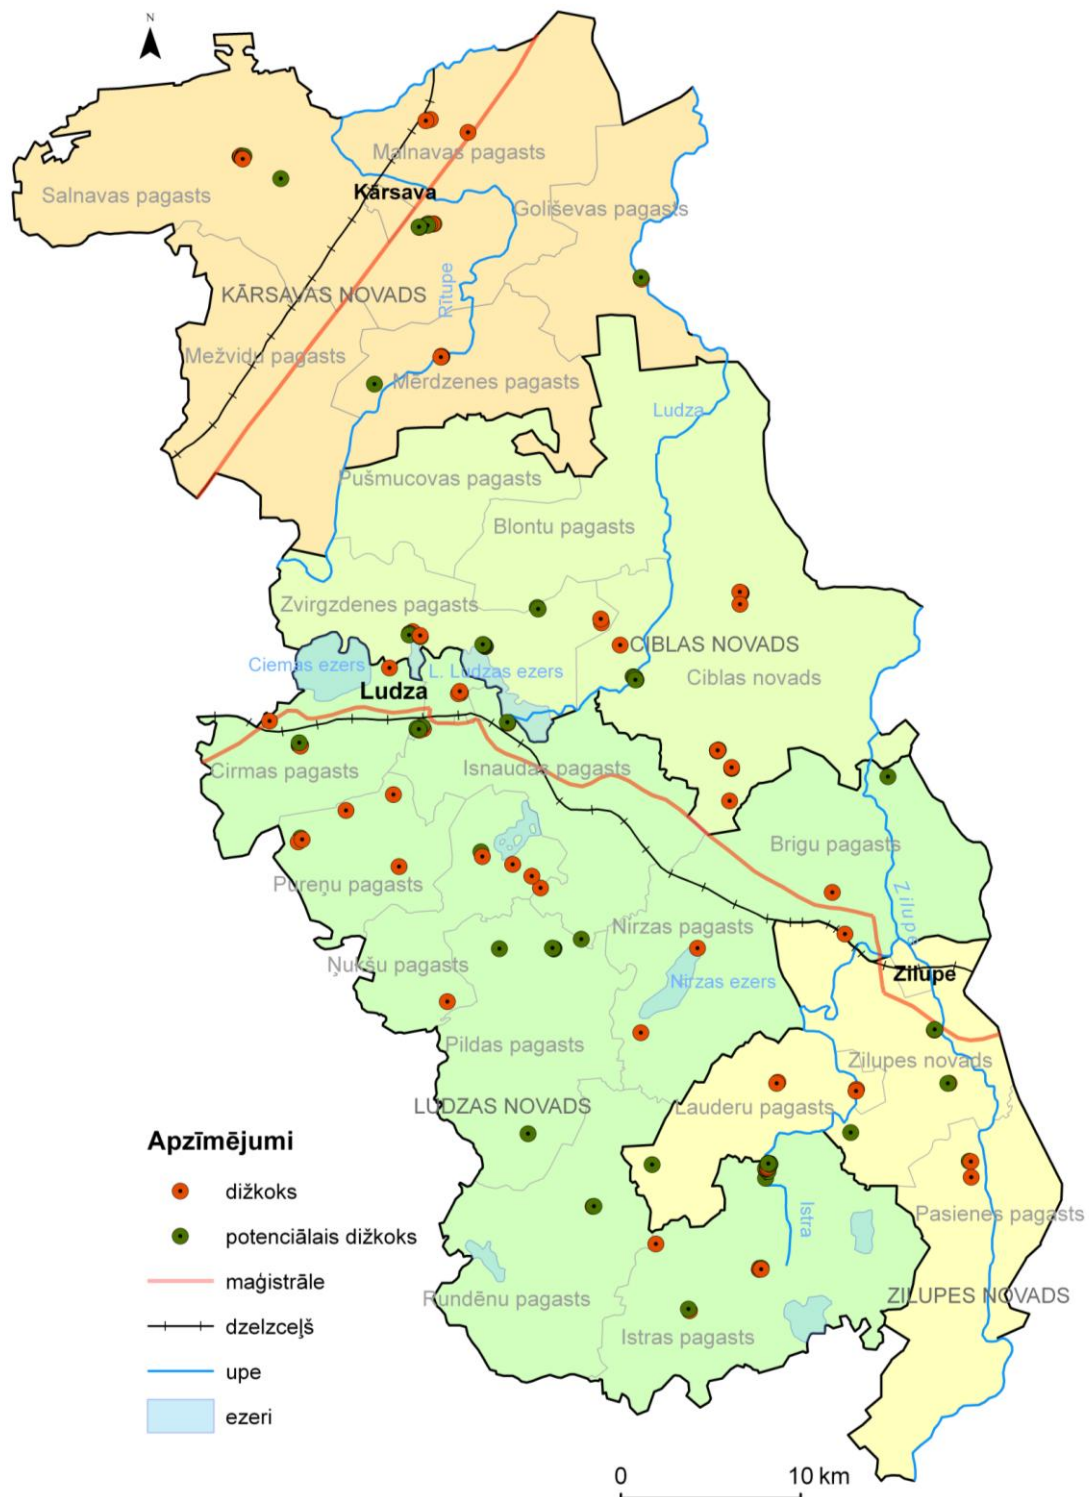 N
Malnavas pagasts
Salnavas pagasts
Kārsava
Goliševas pagasts
Rītupe
KĀRSAVAS NOVADS
Mežvidu pagasts
Mērdzenes pagasts
Ludza
Pušmucovas pagasts
Blontu pagasts
Zvirgzdenes pagasts
CIBLAS NOVADS
Ciemas ezers
L. Ludzas ezers
Ciblas novads
Ludza
Cirmas pagasts
Isnaudas pagasts
Brigu pagasts
Pureņu pagasts
Zilupe
Nirzas pagasts
Ņukšu pagasts
Zilupe
Nirzas ezers
Pildas pagasts
Zilupes novads
LUDZAS NOVADS
Lauderu pagasts
Istra
Pasienes pagasts
Rundēnu pagasts
ZILUPES NOVADS
Istras pagasts
Apzīmējumi
dižkoks
potenciālais dižkoks
maģistrāle
dzelzceļš
upe
ezeri
0 10 km